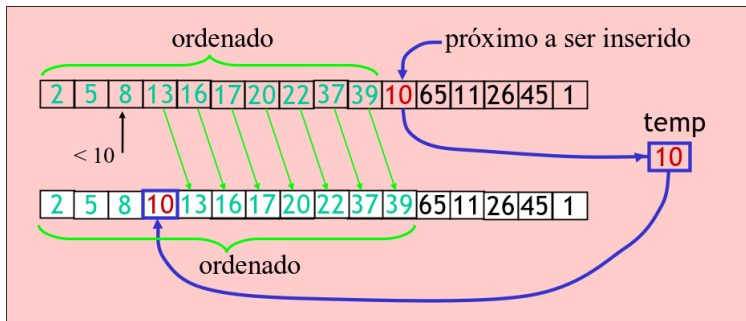 ordenado
próximo a ser inserido
2 5 8 13 16 17 20 22 37 39 10 65 11 26 45 1
temp
< 10
10
2 5 8 10 13 16 17 20 22 37 39 65 11 26 45 1
ordenado